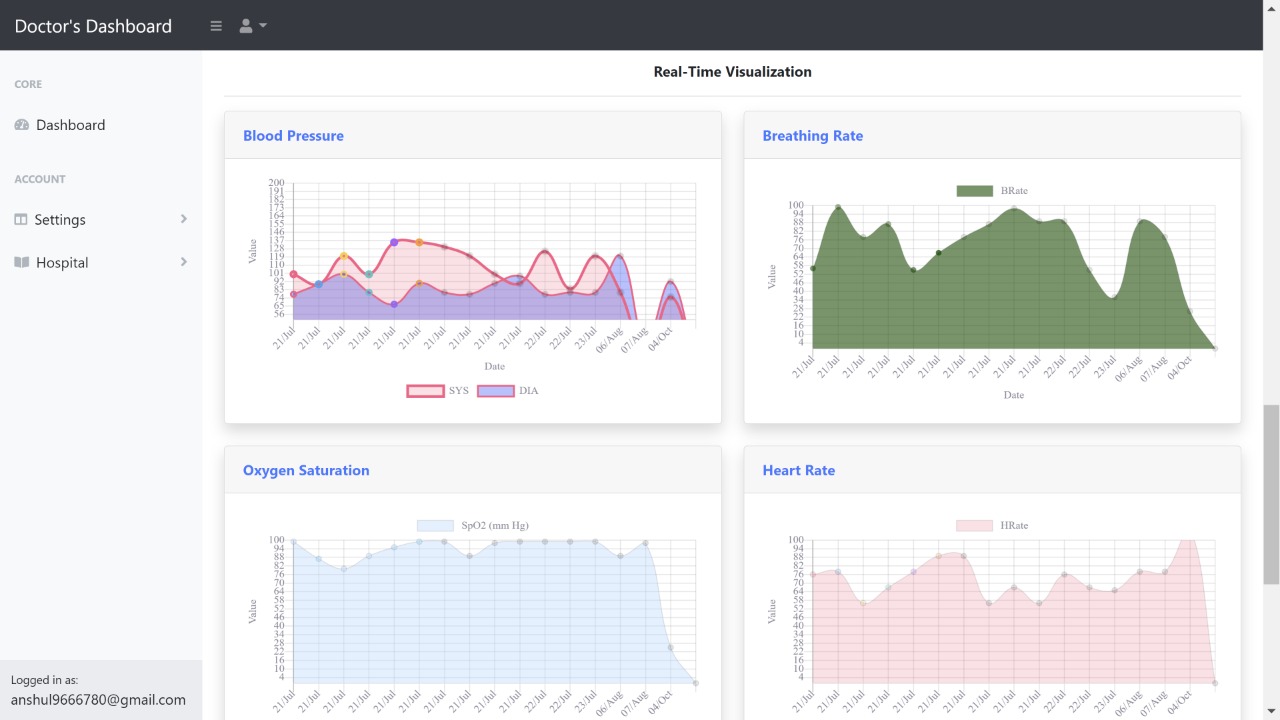 Doctor's Dashboard
CORE
Dashboard
ACCOUNT
Settings
Hospital
Logged in as:
anshul9666780@gmail.com
Real-Time Visualization
Blood Pressure
200
191
182
173
164
155
146
137
128
119
110
101
92
83
74
65
56
Value
21/Jul 21/Jul 21/Jul 21/Jul 21/Jul 21/Jul 21/Jul 21/Jul 21/Jul 21/Jul 22/Jul 22/Jul 23/Jul 06/Aug 07/Aug 04/Oct
Date
SYS DIA
Breathing Rate
BRate
100
94
88
82
76
70
64
58
52
46
40
34
28
22
16
10
4
Value
21/Jul 21/Jul 21/Jul 21/Jul 21/Jul 21/Jul 21/Jul 21/Jul 21/Jul 21/Jul 22/Jul 22/Jul 23/Jul 06/Aug 07/Aug 04/Oct
Date
Oxygen Saturation
SpO2 (mm Hg)
100
94
88
82
76
70
64
58
52
46
40
34
28
22
16
10
4
Value
21/Jul 21/Jul 21/Jul 21/Jul 21/Jul 21/Jul 21/Jul 21/Jul 21/Jul 21/Jul 22/Jul 22/Jul 23/Jul 06/Aug 07/Aug 04/Oct
Heart Rate
HRate
100
94
88
82
76
70
64
58
52
46
40
34
28
22
16
10
4
Value
21/Jul 21/Jul 21/Jul 21/Jul 21/Jul 21/Jul 21/Jul 21/Jul 21/Jul 21/Jul 22/Jul 22/Jul 23/Jul 06/Aug 07/Aug 04/Oct